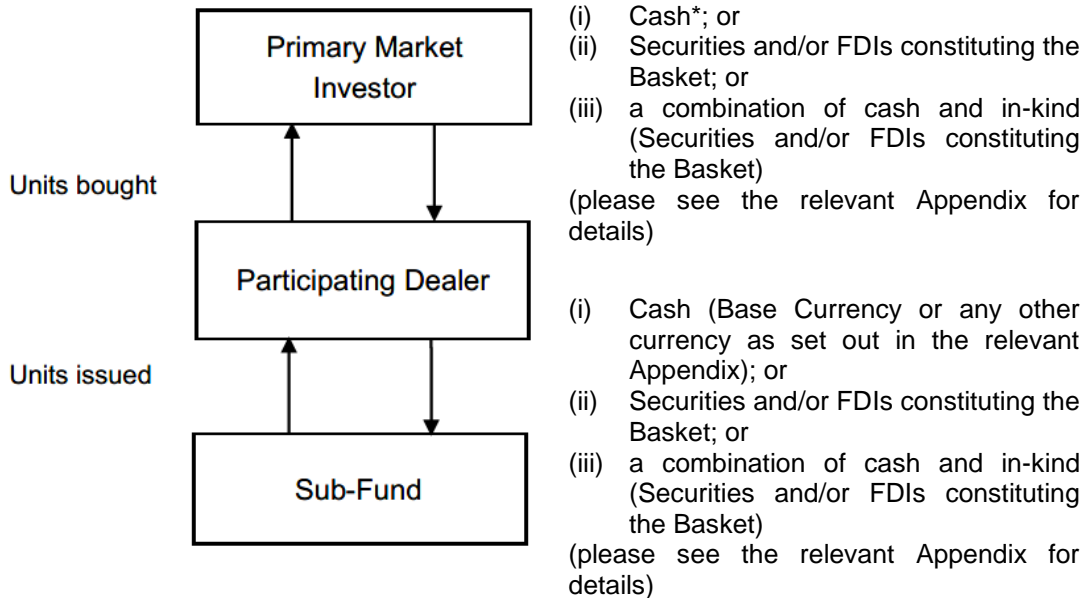 Primary Market
Investor
(i) Cash*; or
(ii) Securities and/or FDIs constituting the
Basket; or
(iii) a combination of cash and in-kind
(Securities and/or FDIs constituting
the Basket)
(please see the relevant Appendix for
details)
Units bought
Participating Dealer
(i) Cash (Base Currency or any other
currency as set out in the relevant
Appendix); or
(ii) Securities and/or FDIs constituting the
Basket; or
(iii) a combination of cash and in-kind
(Securities and/or FDIs constituting
the Basket)
(please see the relevant Appendix for
details)
Units issued
Sub-Fund